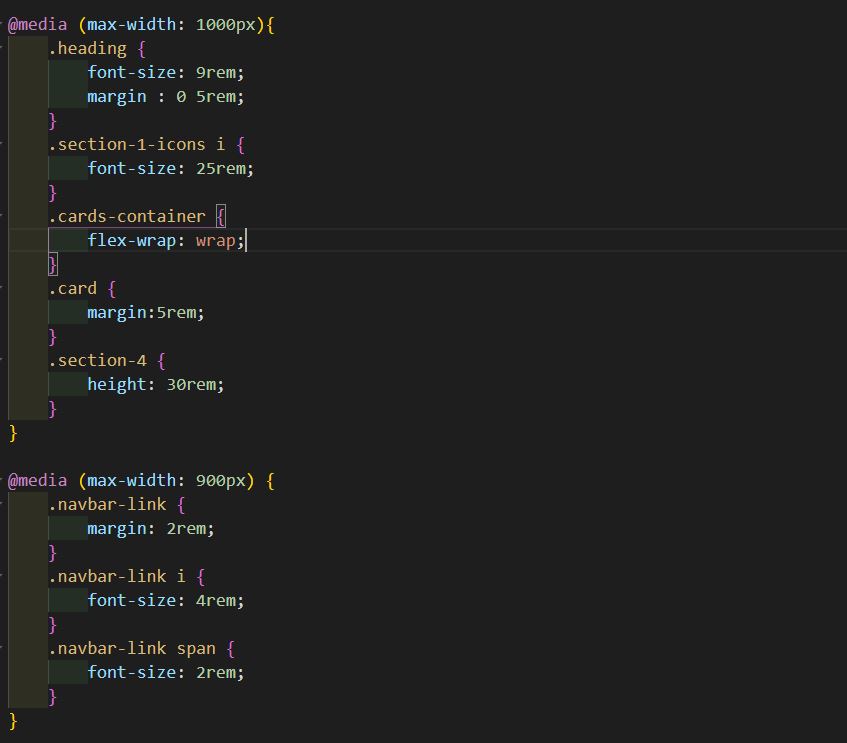 @media (max-width: 1000px){
    .heading {
        font-size: 9rem;
        margin : 0 5rem;
    }
    .section-1-icons i {
        font-size: 25rem;
    }
    .cards-container {
        flex-wrap: wrap;
    }
    .card {
        margin:5rem;
    }
    .section-4 {
        height: 30rem;
    }
}

@media (max-width: 900px) {
    .navbar-link {
        margin: 2rem;
    }
    .navbar-link i {
        font-size: 4rem;
    }
    .navbar-link span {
        font-size: 2rem;
    }
}